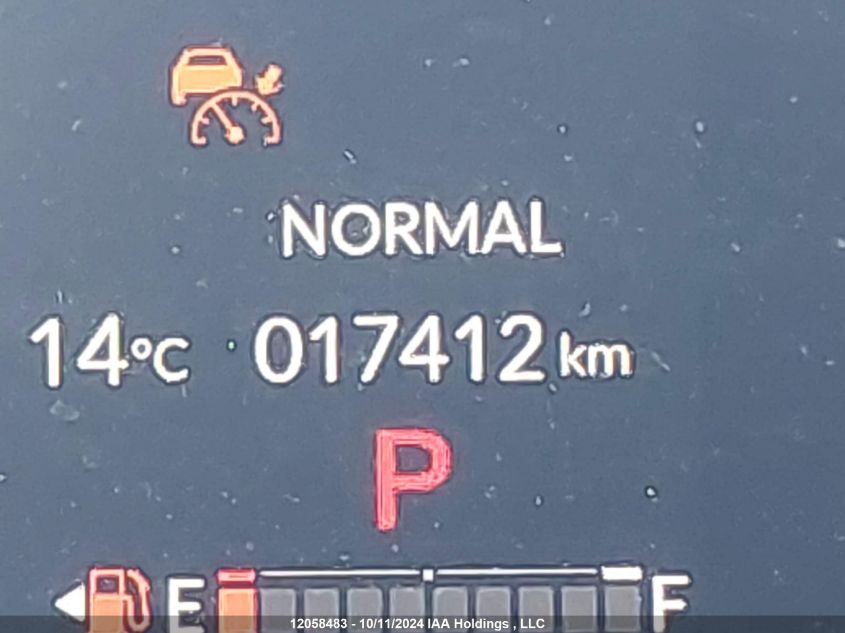 NORMAL
14°C 017412 km
P
E F
12058483 - 10/11/2024 IAA Holdings , LLC